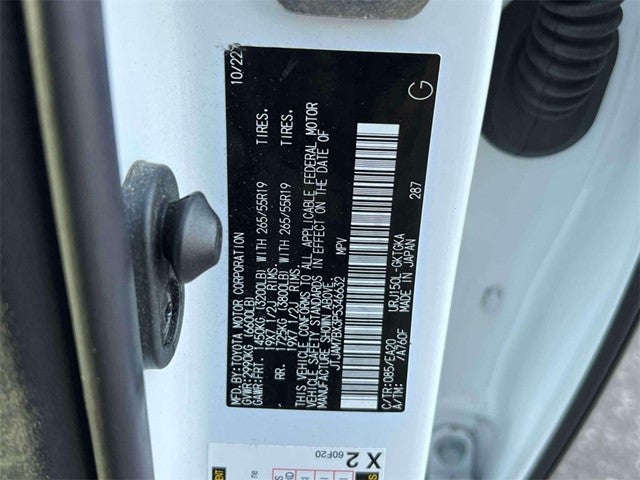 MFD.BY:TOYOTA MOTOR CORPORATION 10/22
GVWR:2990KG (6600LB)
GAWR:FRT. 1450KG (3200LB) WITH 265/55R19 TIRES,
19X7 1/2J RIMS.
RR. 1725KG (3800LB) WITH 265/55R19 TIRES,
19X7 1/2J RIMS.
THIS VEHICLE CONFORMS TO ALL APPLICABLE FEDERAL MOTOR
VEHICLE SAFETY STANDARDS IN EFFECT ON THE DATE OF
MANUFACTURE SHOWN ABOVE.
MPV
C/TR:085/EA20 URJ150L-GKTGKA
A/TM: /A760F MADE IN JAPAN
287
G
X 2
60F20